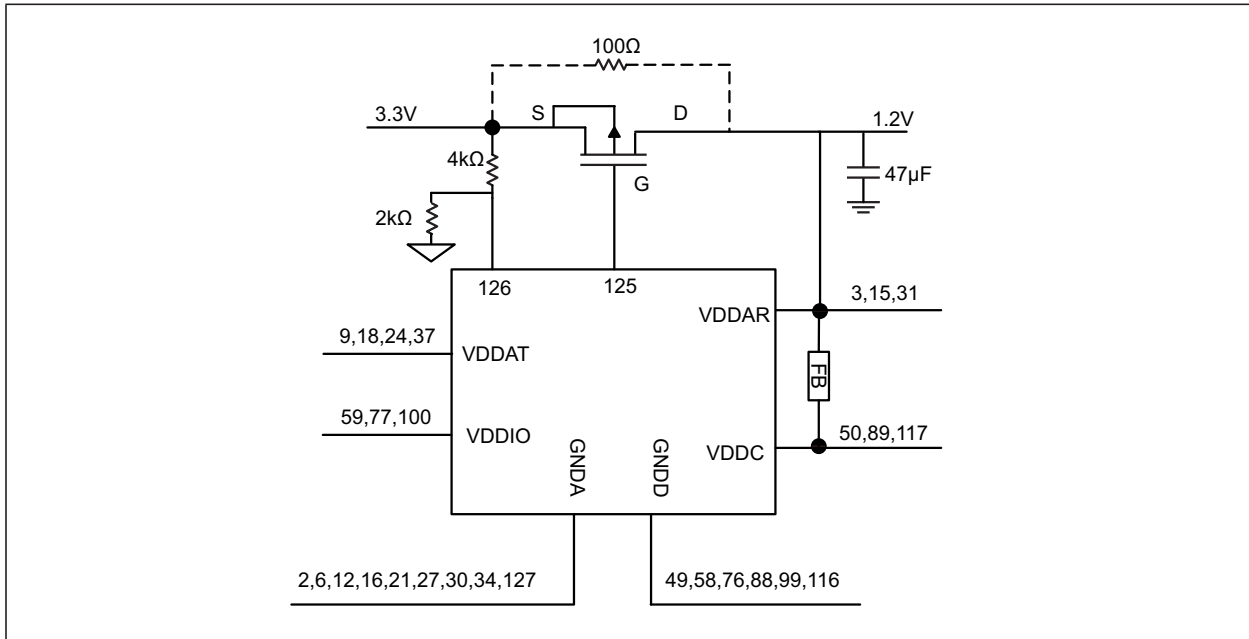 100Ω
3.3V
S
D
1.2V
4kΩ
G
47µF
2kΩ
126
125
VDDAR
3,15,31
9,18,24,37
VDDAT
FB
59,77,100
VDDIO
GNDA
GNDD
VDDC
50,89,117
2,6,12,16,21,27,30,34,127
49,58,76,88,99,116